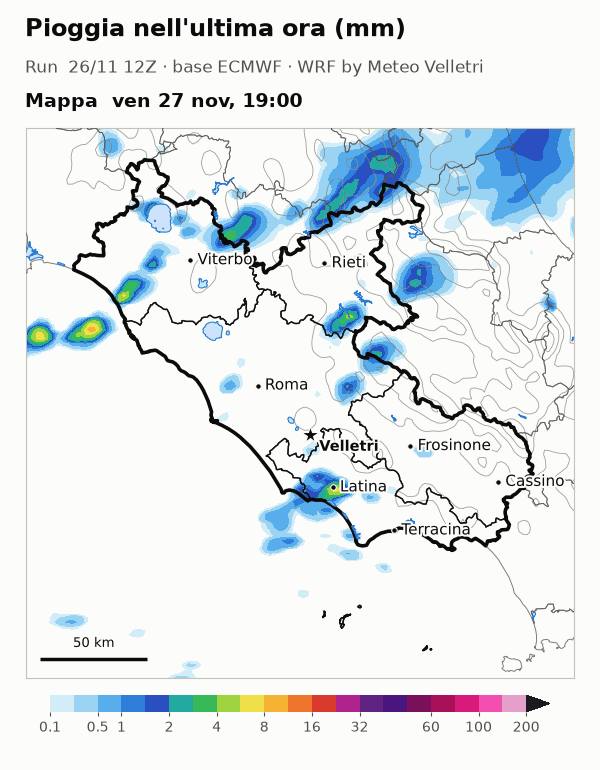 Pioggia nell'ultima ora (mm)
Run  26/11 12Z · base ECMWF · WRF by Meteo Velletri
Mappa  ven 27 nov, 19:00
Viterbo
Rieti
Roma
Velletri
Frosinone
Latina
Cassino
Terracina
50 km
0.1 0.5 1 2 4 8 16 32 60 100 200